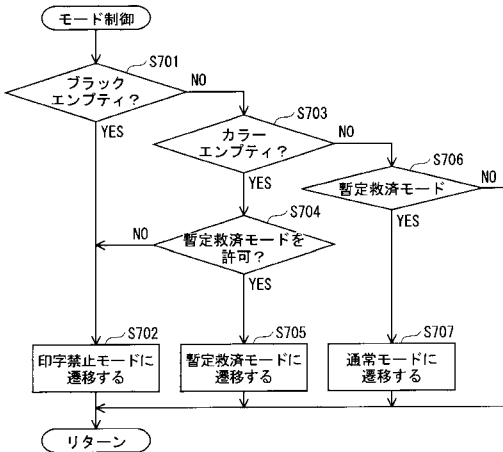 モード制御
S701
ブラック
エンプティ?
NO
YES
S703
カラー
エンプティ?
NO
YES
S706
暫定救済モード
NO
YES
S704
暫定救済モードを
許可?
NO
YES
S702
印字禁止モードに
遷移する
S705
暫定救済モードに
遷移する
S707
通常モードに
遷移する
リターン